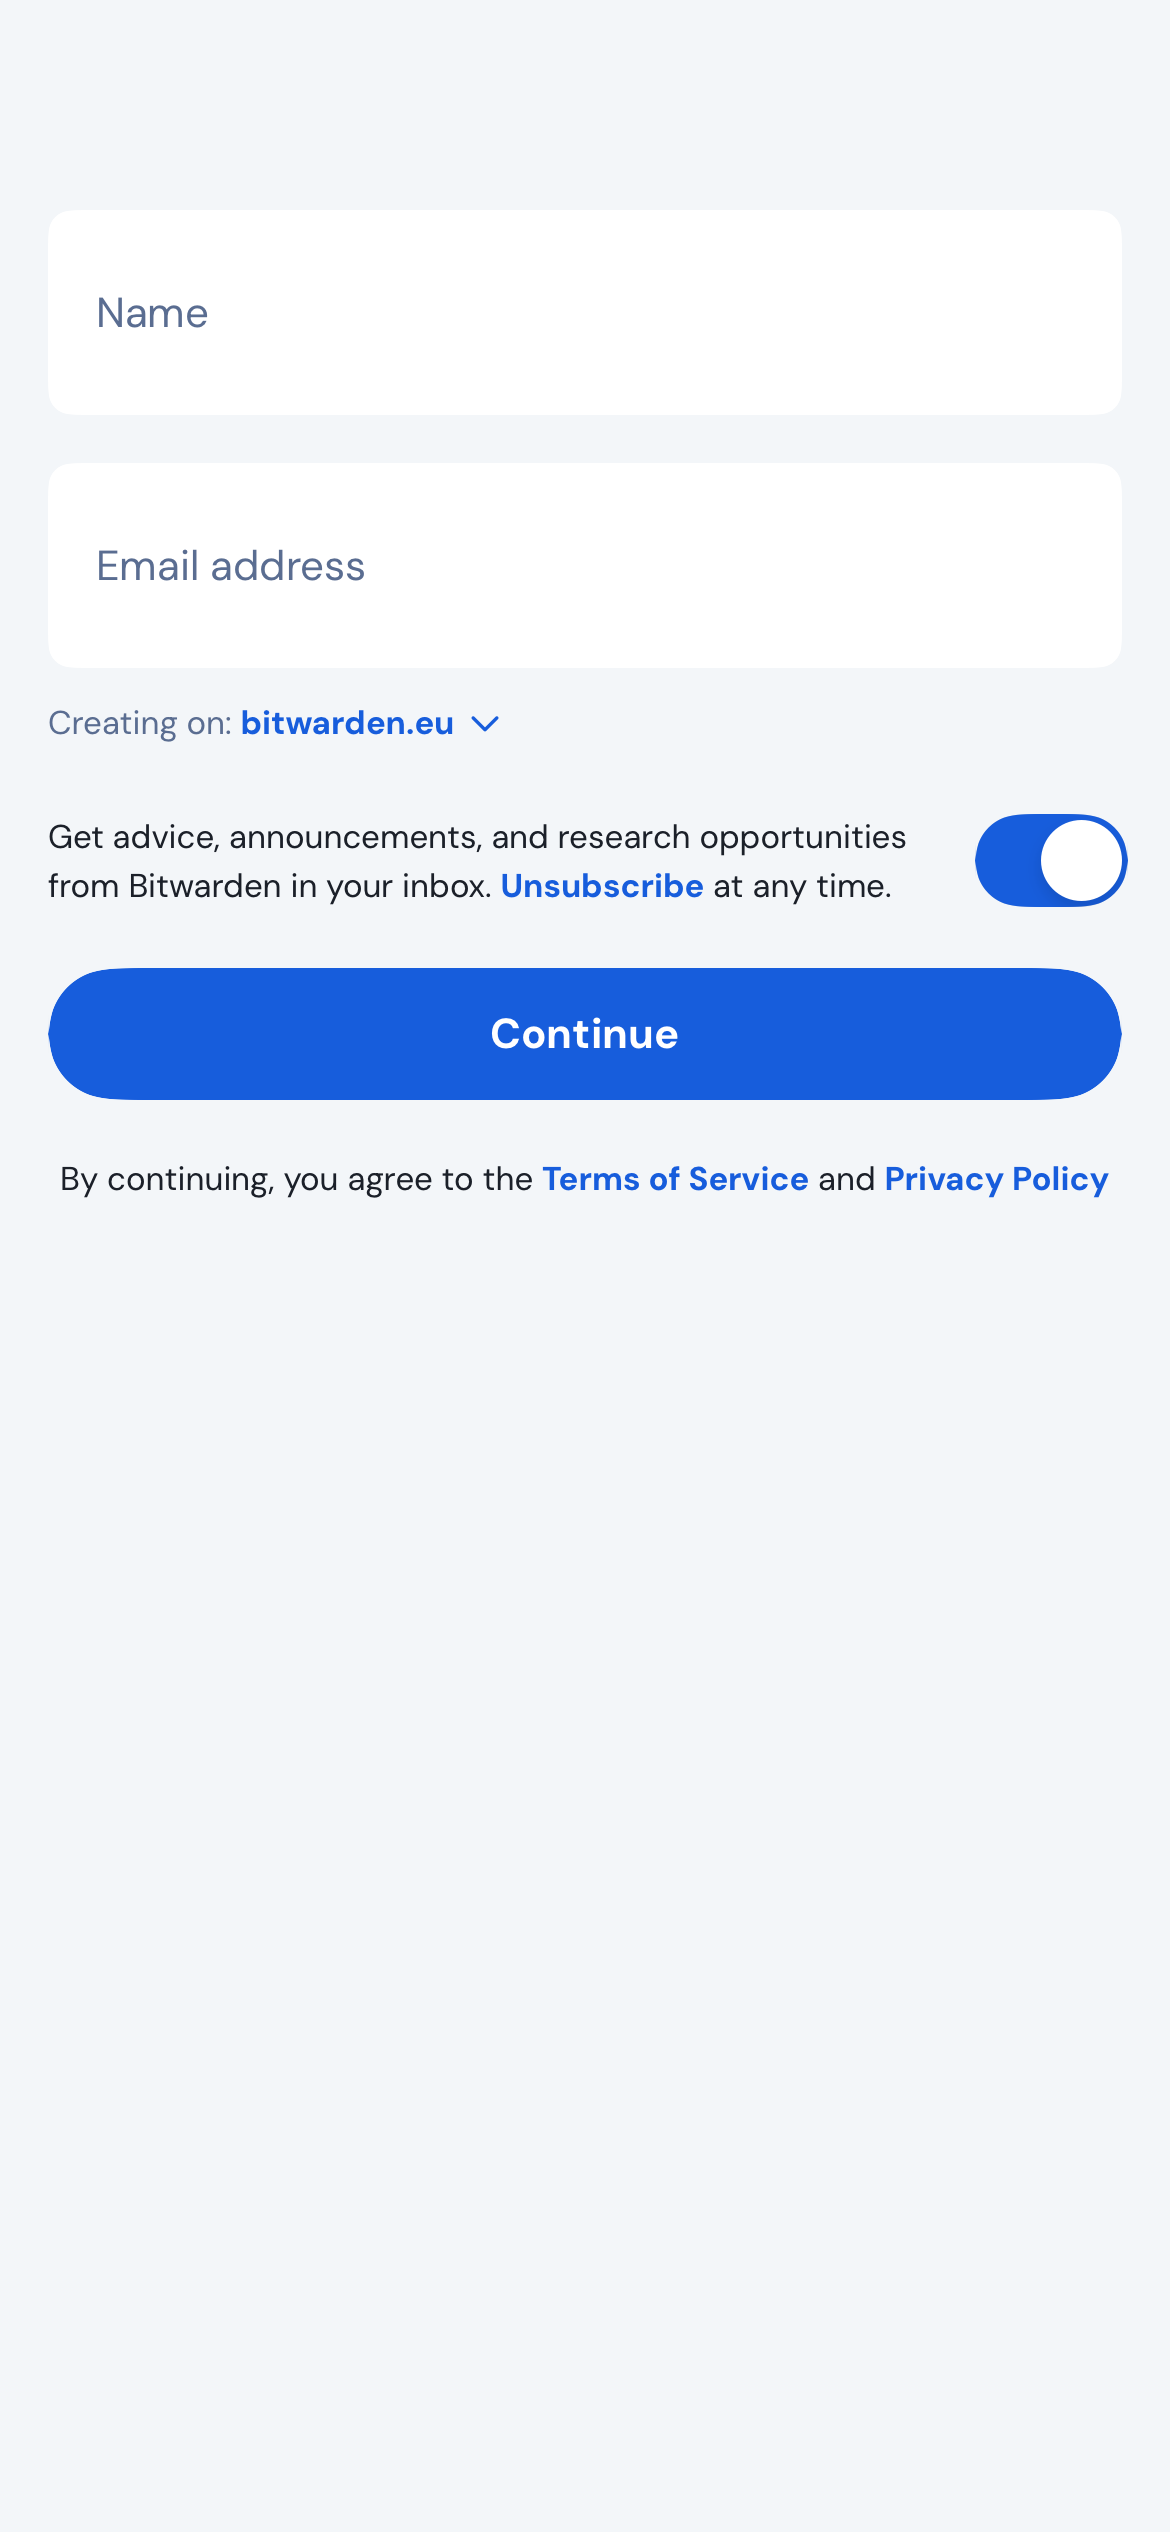 Name
Email address
Creating on: bitwarden.eu
Get advice, announcements, and research opportunities
from Bitwarden in your inbox. Unsubscribe at any time.
Continue
By continuing, you agree to the Terms of Service and Privacy Policy